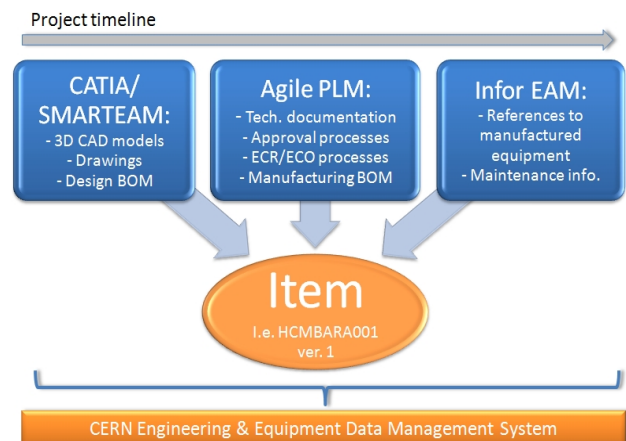 Project timeline
CATIA/
SMARTEAM:
- 3D CAD models
- Drawings
- Design BOM
Agile PLM:
- Tech. documentation
- Approval processes
- ECR/ECO processes
- Manufacturing BOM
Infor EAM:
- References to
manufactured
equipment
- Maintenance info.
Item
I.e. HCMBARA001
ver. 1
CERN Engineering & Equipment Data Management System